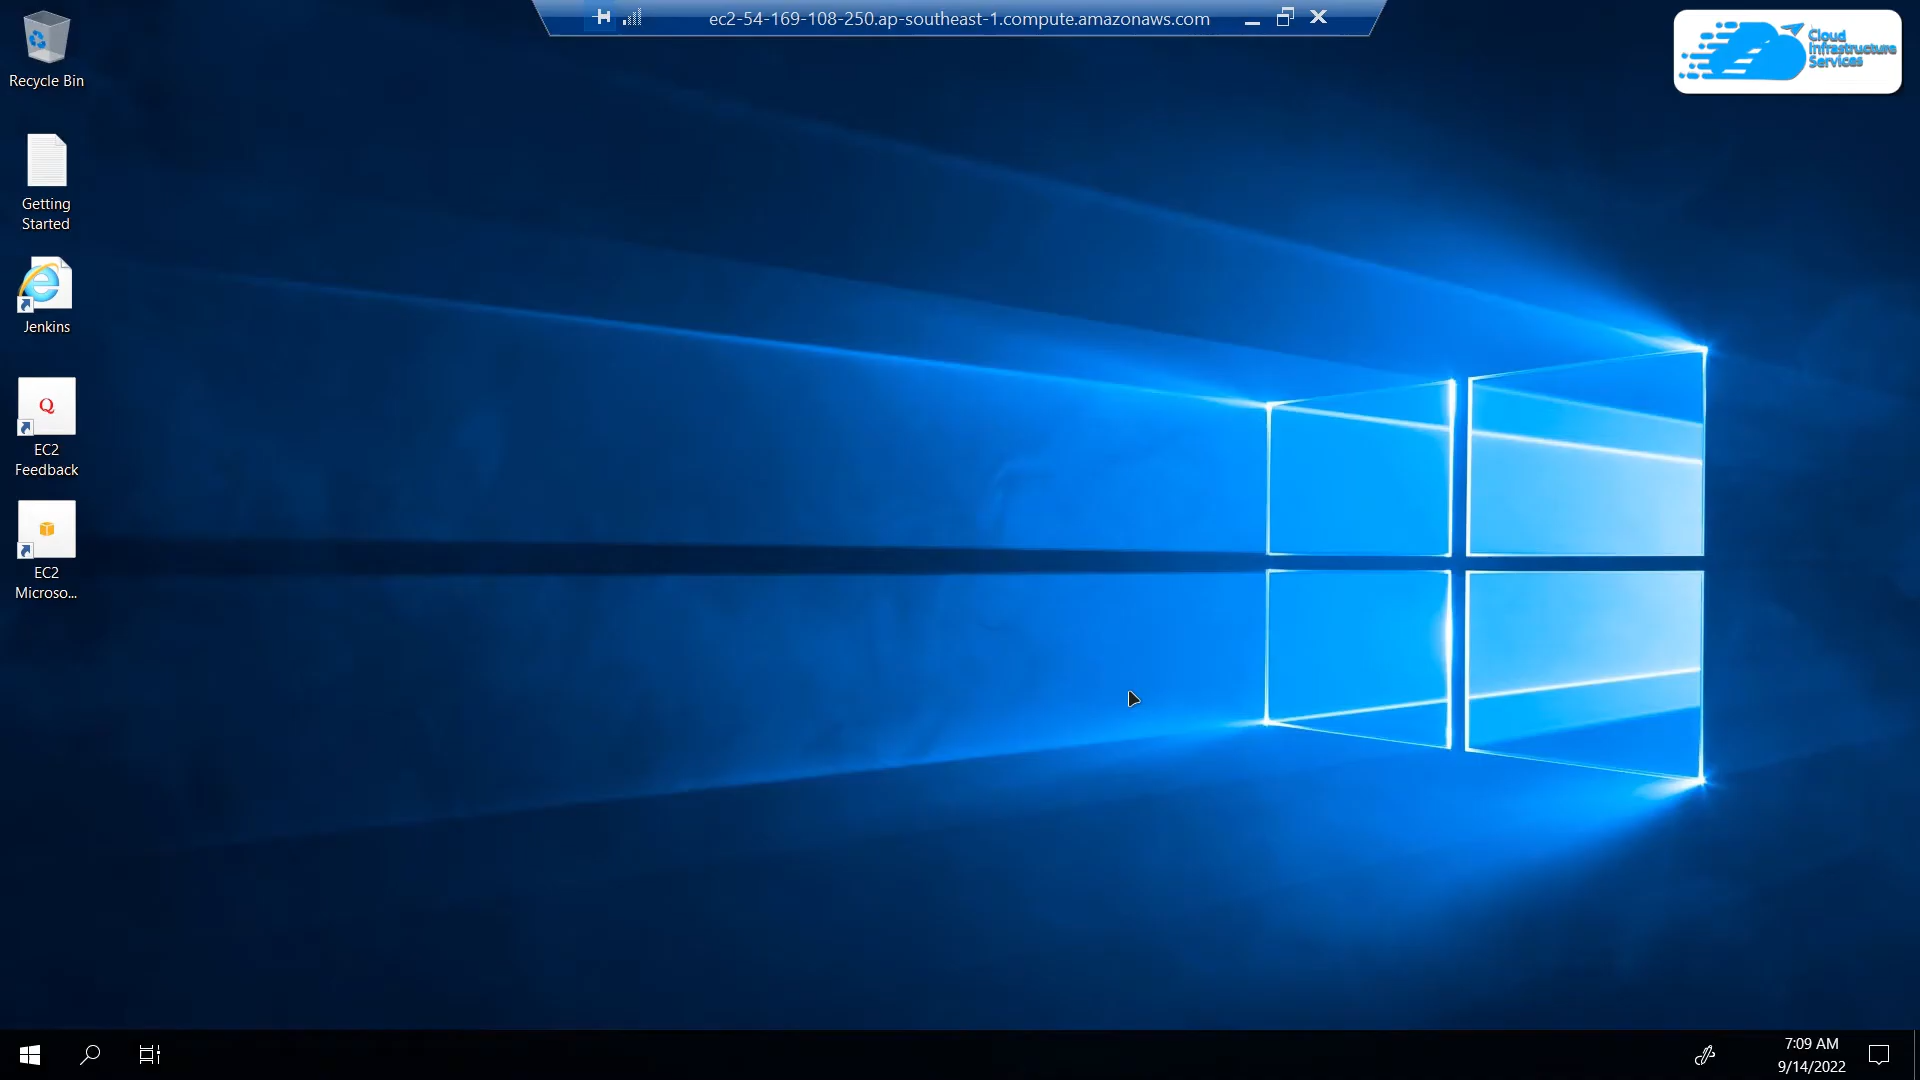 ec2-54-169-108-250.ap-southeast-1.compute.amazonaws.com
Cloud
Infrastructure
Services
Recycle Bin
Getting
Started
Jenkins
Q
EC2
Feedback
EC2
Microso...
7:09 AM
9/14/2022